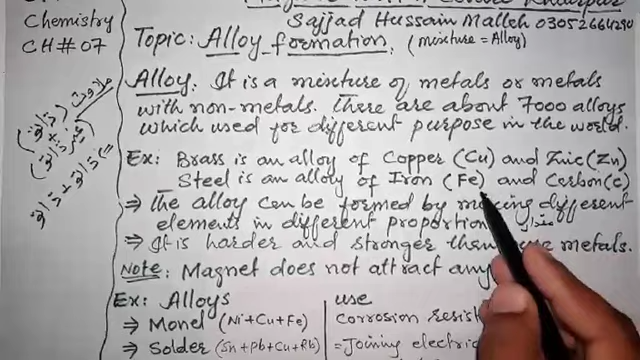 Chemistry
CH# 07
Sajjad Hussain Malleh 03052664290
Topic: Alloy formation. (mixture = Alloy)
Alloy. It is a mixture of metals or metals
with non-metals. There are about 7000 alloys
which used for different purpose in the world.
Ex: Brass is an alloy of Copper (Cu) and Zinc (Zn)
Steel is an alloy of Iron (Fe) and Carbon(C)
⇒ The alloy can be formed by mixing different
elements in different proportion
⇒ It is harder and stronger than metals.
Note: Magnet does not attract any
Ex: Alloys
use
⇒ Monel (Ni+Cu+Fe)
Corrosion resist
⇒ Solder (Sn+Pb+Cu+Rb)
=Joining electric